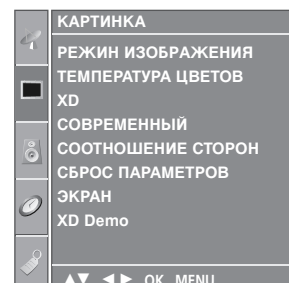 КАРТИНКА
РЕЖИН ИЗОБРАЖЕНИЯ
ТЕМПЕРАТУРА ЦВЕТОВ
XD
СОВРЕМЕННЫЙ
СООТНОШЕНИЕ СТОРОН
СБРОС ПАРАМЕТРОВ
ЭКРАН
XD Demo
▲▼ ◄► OK MENU